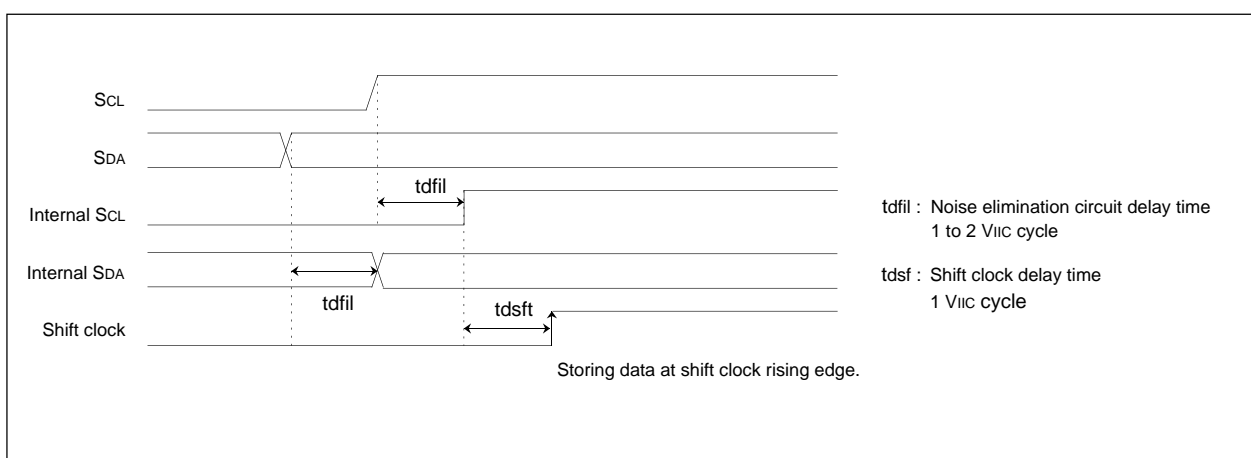 SCL
SDA
tdfil
Internal SCL
tdfil : Noise elimination circuit delay time
1 to 2 VIIC cycle
Internal SDA
tdfil
tdsf : Shift clock delay time
1 VIIC cycle
tdsft
Shift clock
Storing data at shift clock rising edge.